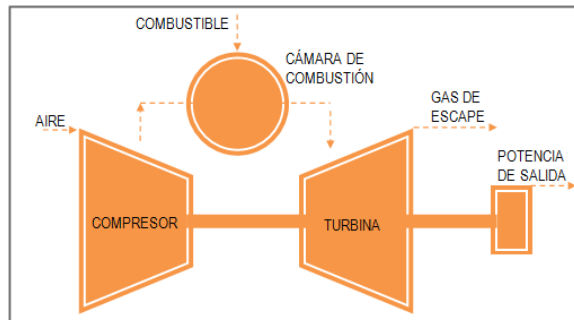 COMBUSTIBLE
CÁMARA DE
COMBUSTIÓN
GAS DE
ESCAPE
AIRE
POTENCIA
DE SALIDA
COMPRESOR
TURBINA